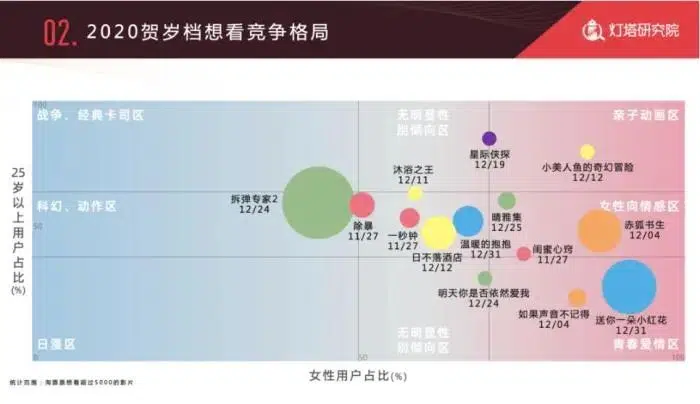 02. 2020贺岁档想看竞争格局
灯塔研究院
100
战争、经典卡司区
无明显性
别倾向区
亲子动画区
星际侠探
12/19
小美人鱼的奇幻冒险
12/12
沐浴之王
12/11
25岁以上用户占比(%)
拆弹专家2
12/24
科幻、动作区
女性向情感区
除暴
11/27
一秒钟
11/27
晴雅集
12/25
赤狐书生
12/04
50
日不落酒店
12/12
温暖的抱抱
12/31
闺蜜心窍
11/27
明天你是否依然爱我
12/24
如果声音不记得
12/04
送你一朵小红花
12/31
日漫区
无明显性
别倾向区
青春爱情区
0
50
100
女性用户占比(%)
统计范围:淘票票想看超过5000的影片